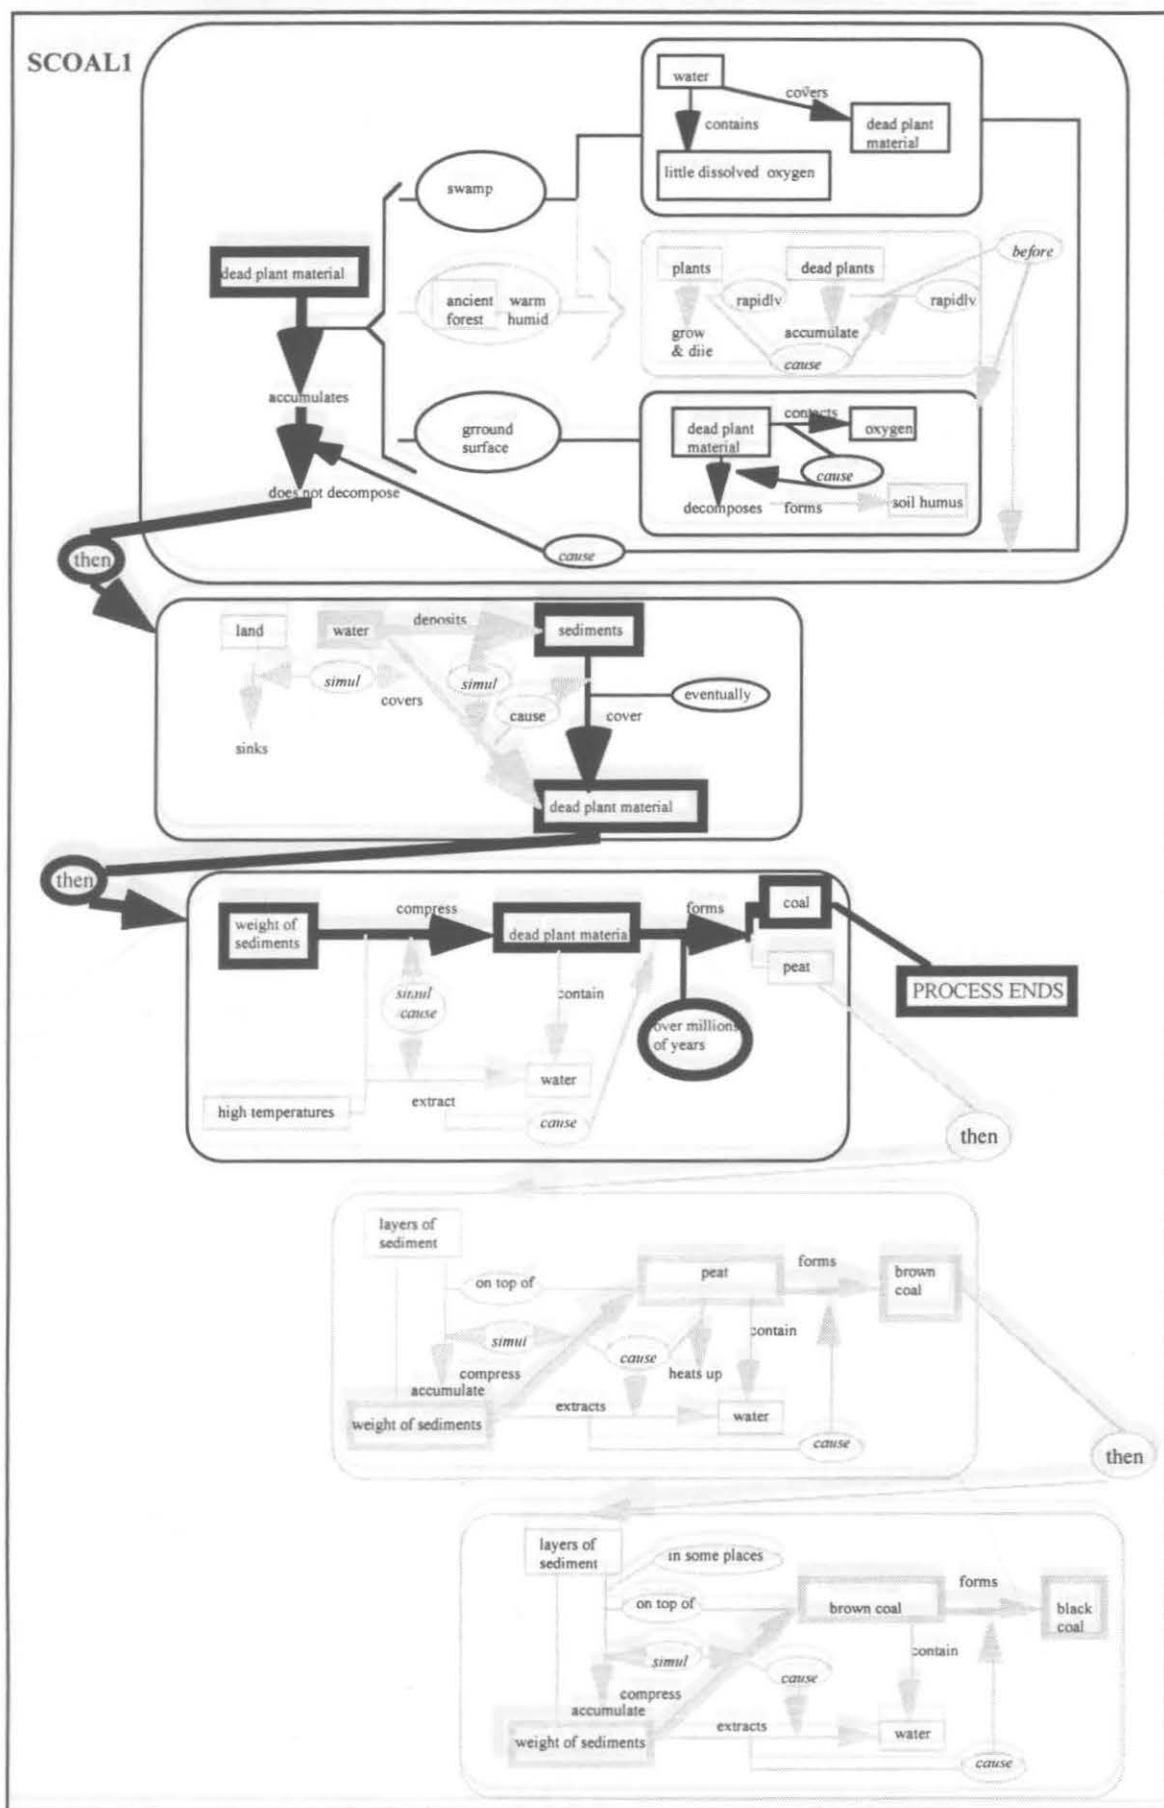 SCOAL1
water
covers
contains
dead plant
material
little dissolved oxygen
swamp
before
dead plant material
plants
dead plants
ancient
forest
warm
humid
rapidly
rapidly
grow
& diie
accumulate
cause
accumulates
grround
surface
dead plant
material
contacts
oxygen
cause
does not decompose
decomposes
forms
soil humus
then
cause
land
water
deposits
sediments
simul
simul
covers
cause
cover
eventually
sinks
dead plant material
then
weight of
sediments
compress
dead plant materia
forms
coal
peat
PROCESS ENDS
simul
cause
contain
over millions
of years
water
high temperatures
extract
cause
then
layers of
sediment
on top of
peat
forms
brown
coal
simul
cause
contain
compress
accumulate
heats up
weight of sediments
extracts
water
cause
then
layers of
sediment
in some places
on top of
brown coal
forms
black
coal
simul
cause
contain
compress
accumulate
weight of sediments
extracts
water
cause